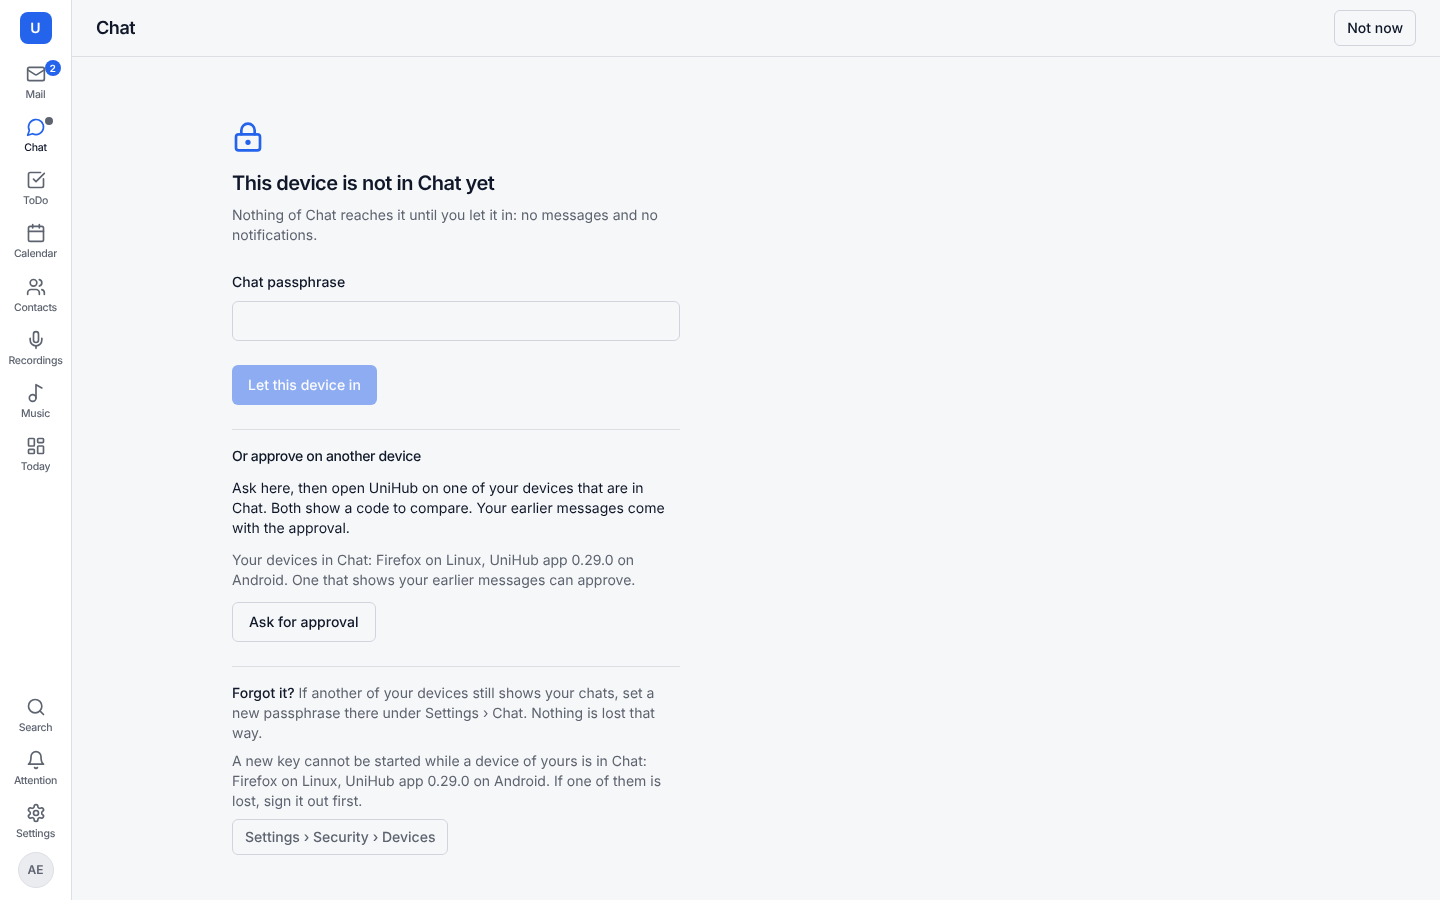 U
Chat
Not now
2
Mail
Chat
ToDo
Calendar
Contacts
Recordings
Music
Today
Search
Attention
Settings
AE
This device is not in Chat yet
Nothing of Chat reaches it until you let it in: no messages and no
notifications.
Chat passphrase
Let this device in
Or approve on another device
Ask here, then open UniHub on one of your devices that are in
Chat. Both show a code to compare. Your earlier messages come
with the approval.
Your devices in Chat: Firefox on Linux, UniHub app 0.29.0 on
Android. One that shows your earlier messages can approve.
Ask for approval
Forgot it? If another of your devices still shows your chats, set a
new passphrase there under Settings › Chat. Nothing is lost that
way.
A new key cannot be started while a device of yours is in Chat:
Firefox on Linux, UniHub app 0.29.0 on Android. If one of them is
lost, sign it out first.
Settings › Security › Devices